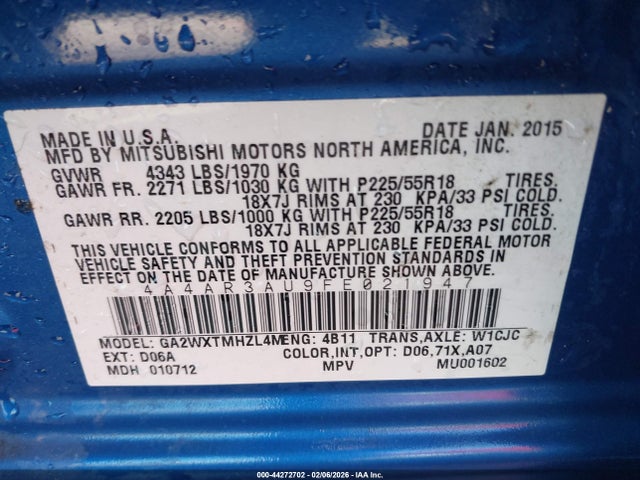 MADE IN U.S.A. DATE JAN. 2015
MFD BY MITSUBISHI MOTORS NORTH AMERICA, INC.
GVWR 4343 LBS/1970 KG
GAWR FR. 2271 LBS/1030 KG WITH P225/55R18 TIRES.
18X7J RIMS AT 230 KPA/33 PSI COLD.
GAWR RR. 2205 LBS/1000 KG WITH P225/55R18 TIRES.
18X7J RIMS AT 230 KPA/33 PSI COLD.
THIS VEHICLE CONFORMS TO ALL APPLICABLE FEDERAL MOTOR
VEHICLE SAFETY AND THEFT PREVENTION STANDARDS IN
EFFECT ON THE DATE OF MANUFACTURE SHOWN ABOVE.
4A4AR3AU9FE021947
MODEL: GA2WXTMHZL4MENG: 4B11 TRANS,AXLE: W1CJC
EXT: D06A COLOR,INT,OPT: D06,71X,A07
MDH 010712 MPV MU001602
000-44272702 - 02/06/2026 - IAA Inc.